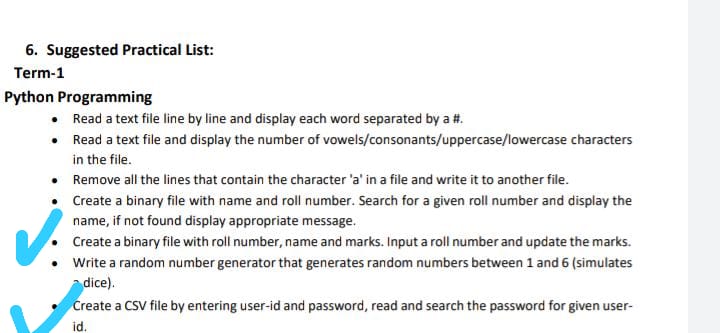 6. Suggested Practical List:
Term-1
Python Programming
• Read a text file line by line and display each word separated by a #.
• Read a text file and display the number of vowels/consonants/uppercase/lowercase characters
in the file.
• Remove all the lines that contain the character 'a' in a file and write it to another file.
• Create a binary file with name and roll number. Search for a given roll number and display the
name, if not found display appropriate message.
• Create a binary file with roll number, name and marks. Input a roll number and update the marks.
• Write a random number generator that generates random numbers between 1 and 6 (simulates
a dice).
• Create a CSV file by entering user-id and password, read and search the password for given user-
id.